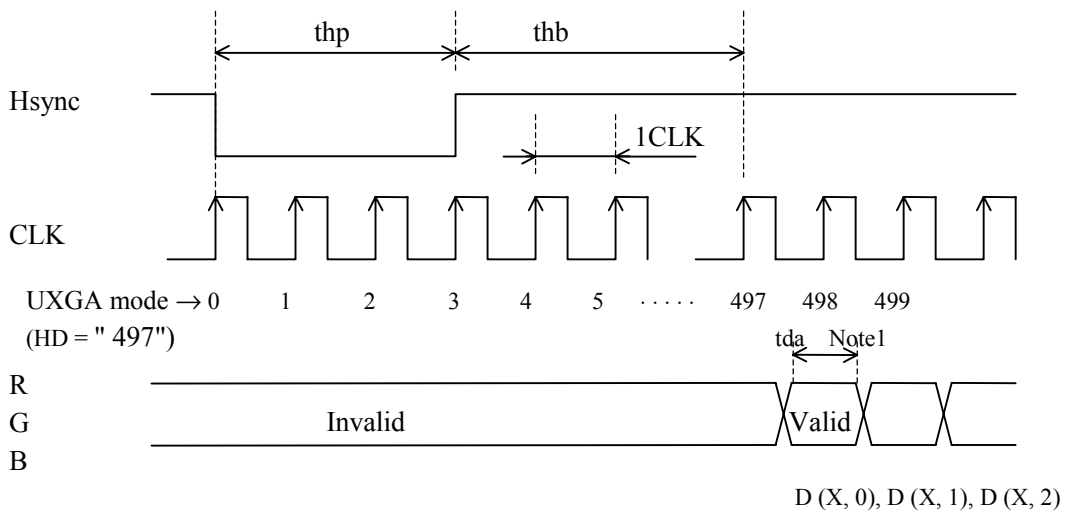 thp thb
Hsync
1CLK
CLK
UXGA mode → 0 1 2 3 4 5 ····· 497 498 499
(HD = " 497")
tda Note1
R
G Invalid Valid
B
D (X, 0), D (X, 1), D (X, 2)